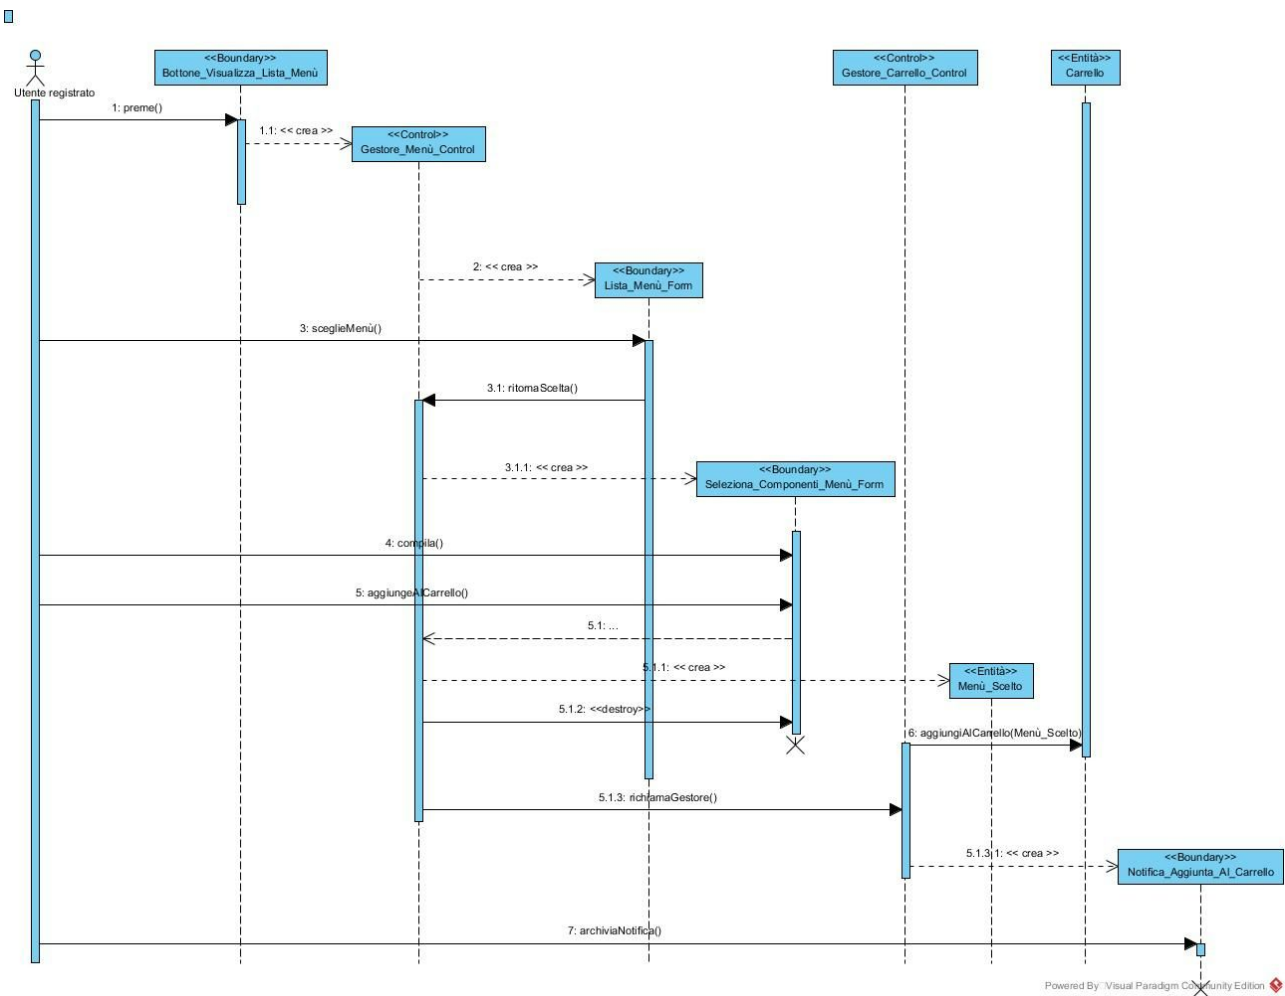 <<Boundary>>
Bottone_Visualizza_Lista_Menù
<<Control>>
Gestore_Carrello_Control
<<Entità>>
Carrello
Utente registrato
1: preme()
1.1: << crea >>
<<Control>>
Gestore_Menù_Control
2: << crea >>
<<Boundary>>
Lista_Menù_Form
3: sceglieMenù()
3.1: ritornaScelta()
3.1.1: << crea >>
<<Boundary>>
Seleziona_Componenti_Menù_Form
4: compila()
5: aggiungeAlCarrello()
5.1: ...
5.1.1: << crea >>
<<Entità>>
Menù_Scelto
5.1.2: <<destroy>>
6: aggiungiAlCarrello(Menù_Scelto)
5.1.3: richiamaGestore()
5.1.3.1: << crea >>
<<Boundary>>
Notifica_Aggiunta_Al_Carrello
7: archiviaNotifica()
Powered By Visual Paradigm Community Edition